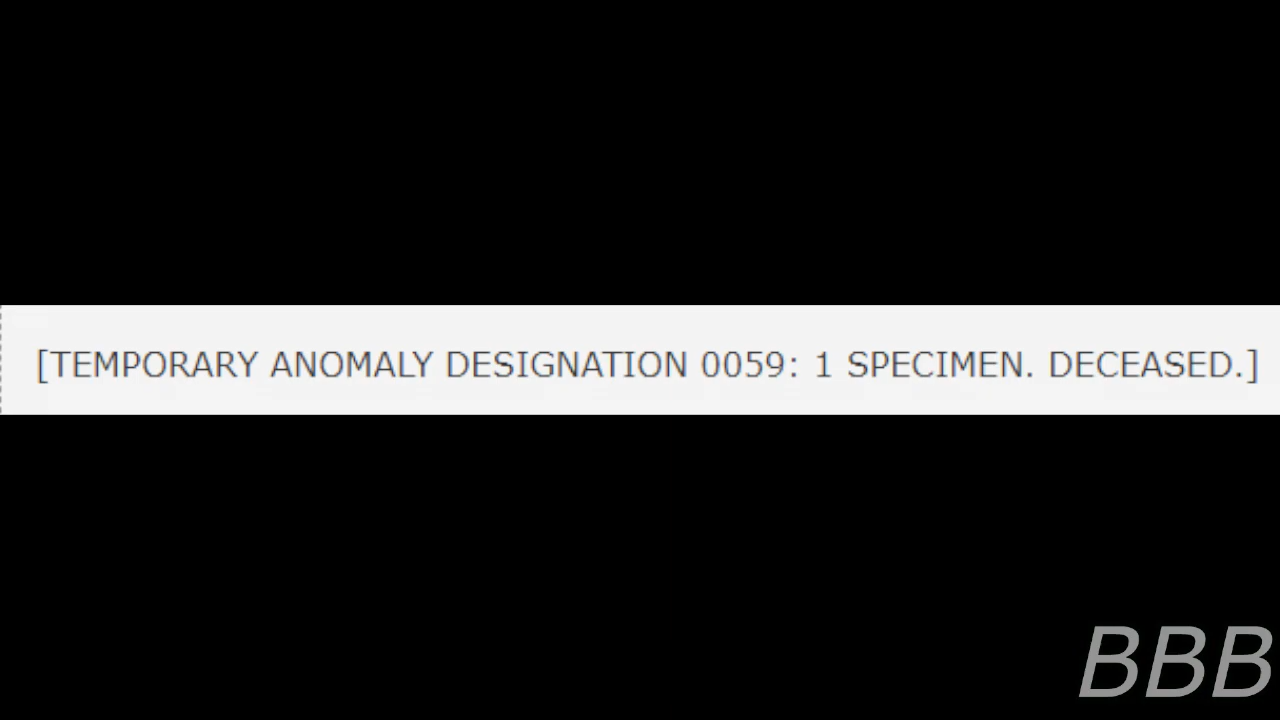 [TEMPORARY ANOMALY DESIGNATION 0059: 1 SPECIMEN. DECEASED.]
BBB